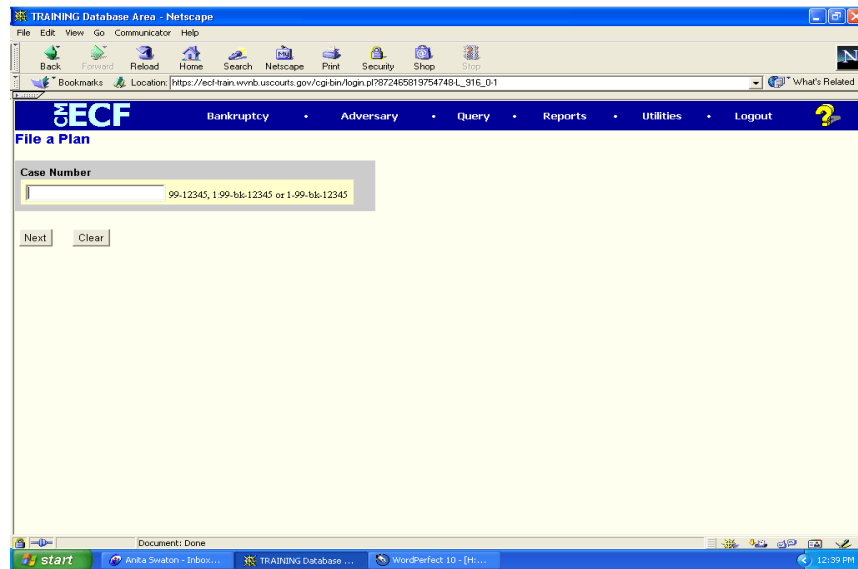 TRAINING Database Area - Netscape
File Edit View Go Communicator Help
Back Forward Reload Home Search Netscape Print Security Shop Stop
Bookmarks Location: https://ecf-train.wvnb.uscourts.gov/cgi-bin/login.pl?872465819754748-L_916_0-1 What's Related
CM ECF Bankruptcy • Adversary • Query • Reports • Utilities • Logout ?
File a Plan
Case Number
99-12345, 1:99-bk-12345 or 1-99-bk-12345
Next Clear
Document: Done
start Anita Swaton - Inbox... TRAINING Database ... WordPerfect 10 - [H:... 12:39 PM